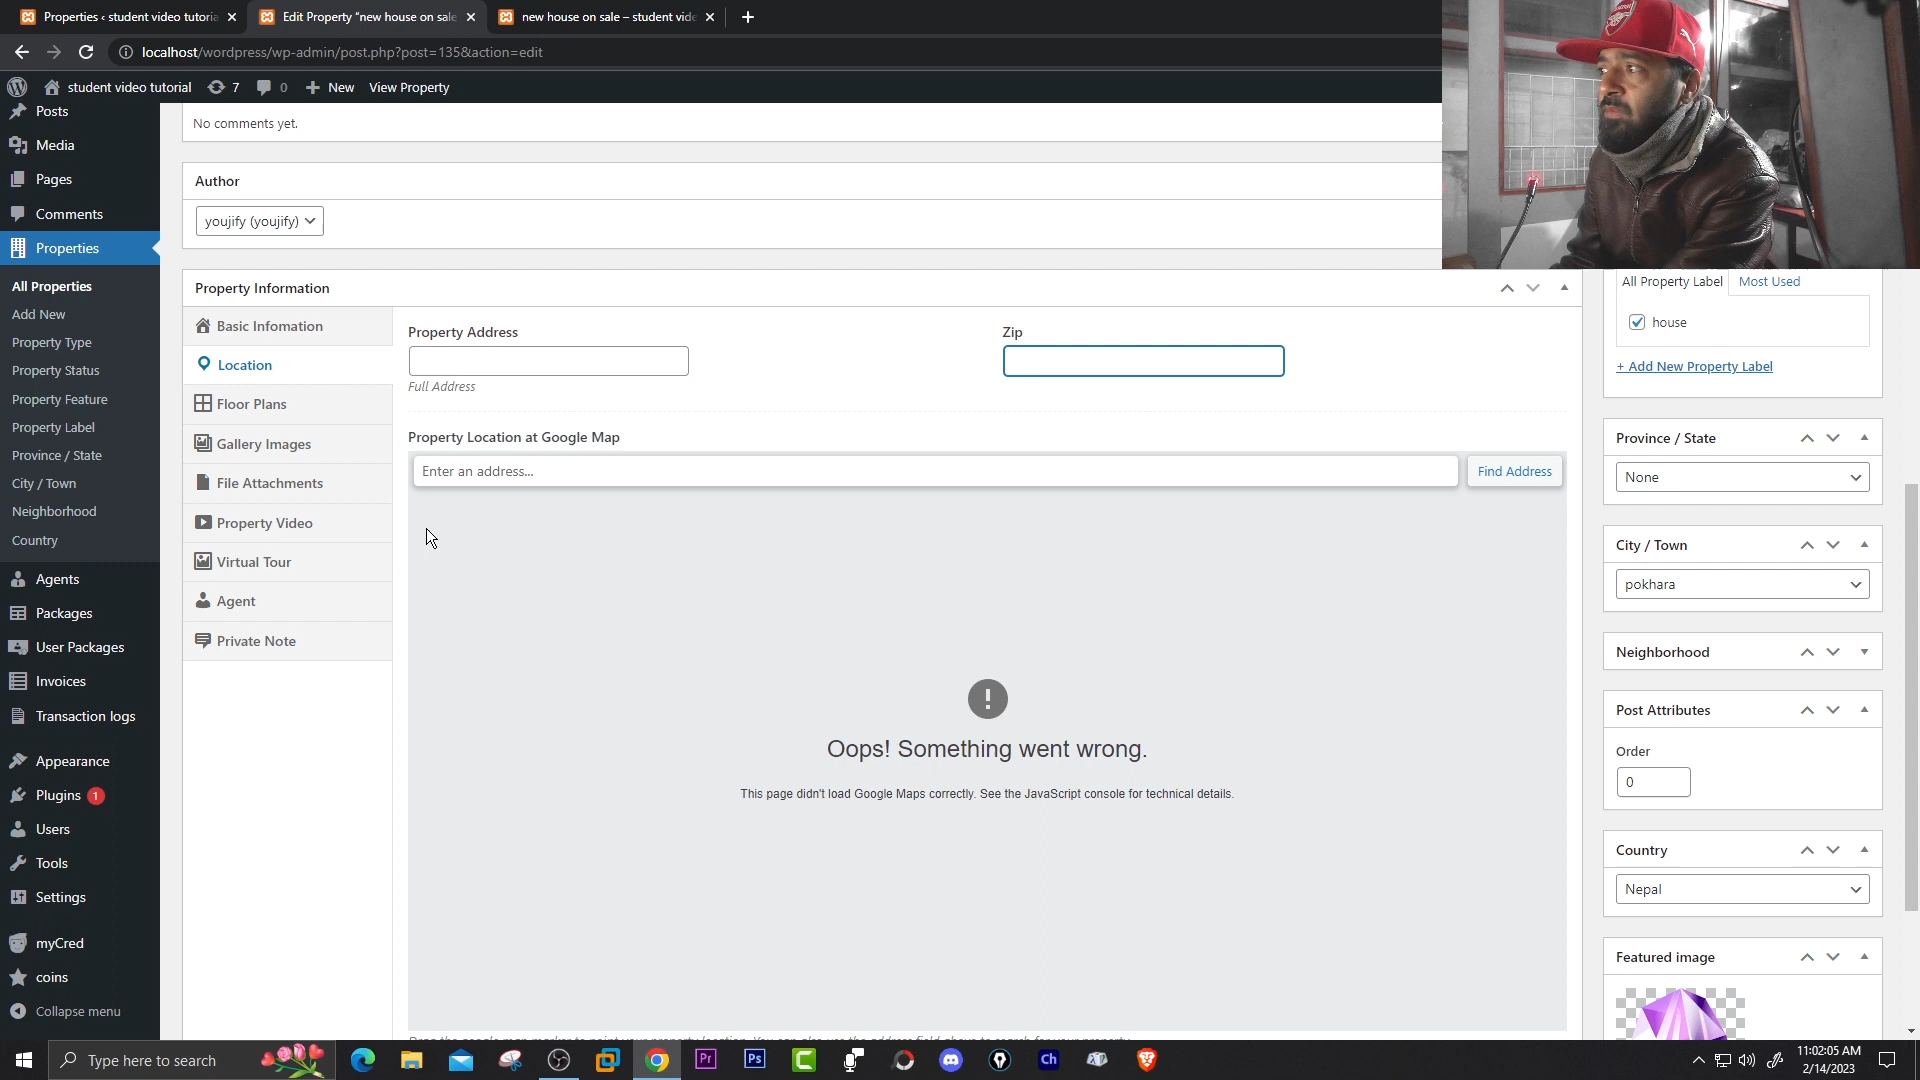 Properties ‹ student video tutoria
Edit Property “new house on sale
new house on sale – student vide
localhost/wordpress/wp-admin/post.php?post=135&action=edit
student video tutorial
7
0
New
View Property
Posts
Media
Pages
Comments
Properties
All Properties
Add New
Property Type
Property Status
Property Feature
Property Label
Province / State
City / Town
Neighborhood
Country
Agents
Packages
User Packages
Invoices
Transaction logs
Appearance
Plugins 1
Users
Tools
Settings
myCred
coins
Collapse menu
No comments yet.
Author
youjify (youjify)
Property Information
Basic Infomation
Location
Floor Plans
Gallery Images
File Attachments
Property Video
Virtual Tour
Agent
Private Note
Property Address
Zip
Full Address
Property Location at Google Map
Enter an address...
Find Address
Oops! Something went wrong.
This page didn't load Google Maps correctly. See the JavaScript console for technical details.
All Property Label
Most Used
house
+ Add New Property Label
Province / State
None
City / Town
pokhara
Neighborhood
Post Attributes
Order
0
Country
Nepal
Featured image
Type here to search
Pr
Ps
C
Ch
11:02:05 AM
2/14/2023